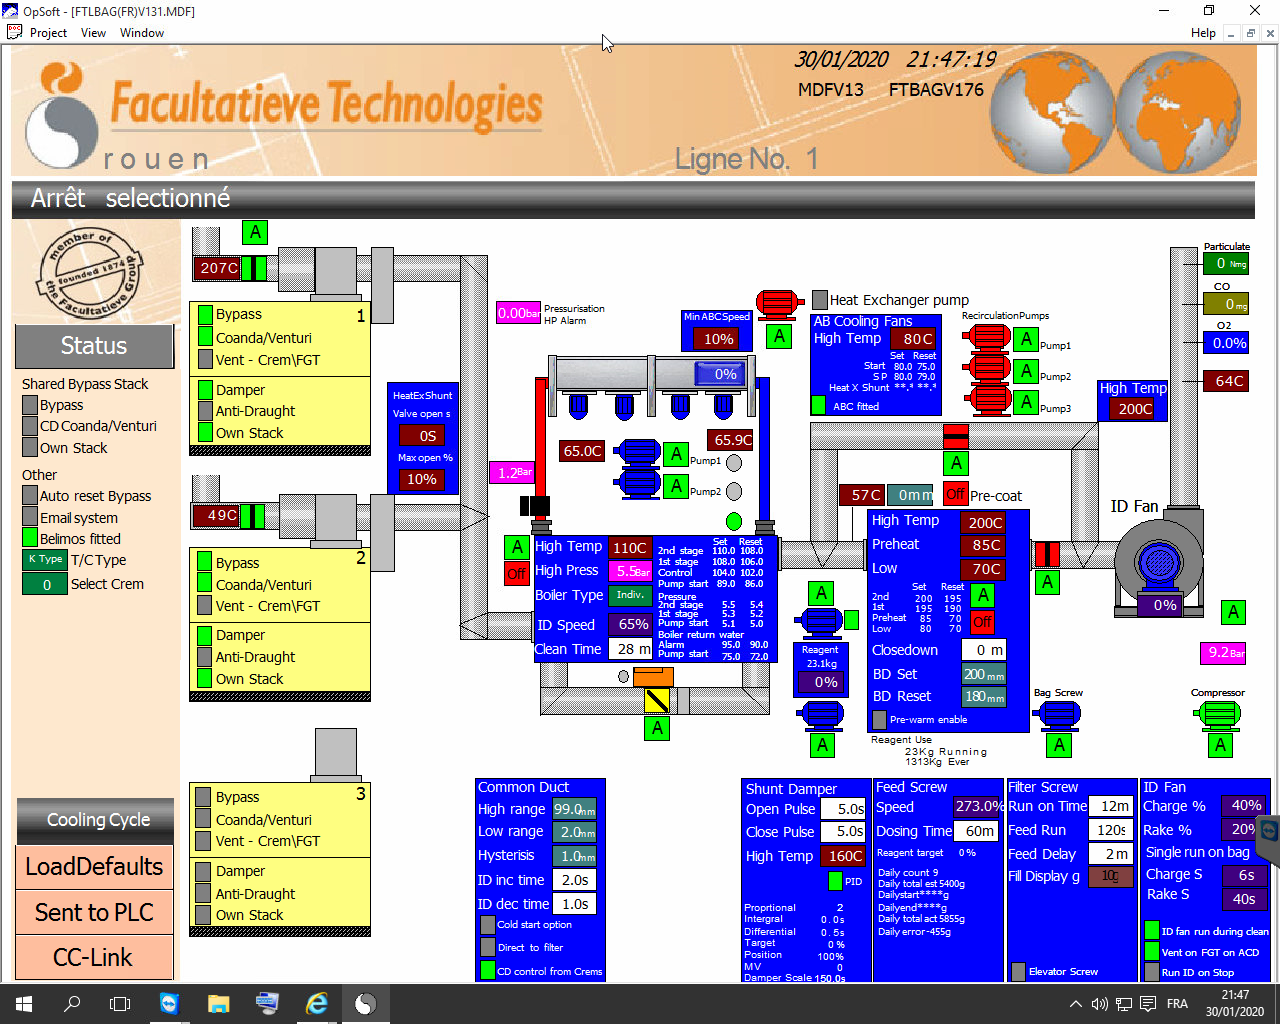 OpSoft - [FTLBAG(FR)V131.MDF]
Project View Window Help
30/01/2020 21:47:19
MDFV13 FTBAGV176
Facultatieve Technologies
rouen
Ligne No. 1
Arrêt selectionné
member of
founded 1874
the Facultatieve Group
Status
Shared Bypass Stack
Bypass
CD Coanda/Venturi
Own Stack
Other
Auto reset Bypass
Email system
Belimos fitted
K Type T/C Type
0 Select Crem
Cooling Cycle
LoadDefaults
Sent to PLC
CC-Link
A
207C
Bypass 1
Coanda/Venturi
Vent - Crem\FGT
Damper
Anti-Draught
Own Stack
49C
Bypass 2
Coanda/Venturi
Vent - Crem\FGT
Damper
Anti-Draught
Own Stack
Bypass 3
Coanda/Venturi
Vent - Crem\FGT
Damper
Anti-Draught
Own Stack
HeatExShunt
Valve open s
0S
Max open %
10%
0.00bar Pressurisation
HP Alarm
Min ABC Speed
10%
A
0%
65.0C
65.9C
A Pump1
A Pump2
1.2Bar
Heat Exchanger pump
AB Cooling Fans
High Temp 80C
Set Reset
Start 80.0 75.0
S P 80.0 79.0
Heat X Shunt **.* **.*
ABC fitted
RecirculationPumps
A Pump1
A Pump2
A Pump3
High Temp
200C
Particulate
0 Nmg
CO
0 mg
O2
0.0%
64C
A
Off
High Temp 110C
High Press 5.5Bar
Boiler Type Indiv.
ID Speed 65%
Clean Time 28 m
Set Reset
2nd stage 110.0 108.0
1st stage 108.0 106.0
Control 104.0 102.0
Pump start 89.0 86.0
Pressure
2nd stage 5.5 5.4
1st stage 5.3 5.2
Pump start 5.1 5.0
Boiler return water
Alarm 95.0 90.0
Pump start 75.0 72.0
A
A
57C 0mm Off Pre-coat
High Temp 200C
Preheat 85C
Low 70C
Set Reset
2nd 200 195
1st 195 190
Preheat 85 70
Low 80 70
A
Off
Closedown 0 m
BD Set 200 mm
BD Reset 180 mm
Pre-warm enable
A
Reagent
23.1kg
0%
A
Reagent Use
23Kg Running
1313Kg Ever
A
Bag Screw
A
ID Fan
0%
A
9.2Bar
Compressor
A
Common Duct
High range 99.0mm
Low range 2.0mm
Hysterisis 1.0mm
ID inc time 2.0s
ID dec time 1.0s
Cold start option
Direct to filter
CD control from Crems
Shunt Damper
Open Pulse 5.0s
Close Pulse 5.0s
High Temp 160C
PID
Proprtional 2
Intergral 0.0s
Differential 0.5s
Target 0%
Position 100%
MV 0
Damper Scale 150.0s
Feed Screw
Speed 273.0%
Dosing Time 60m
Reagent target 0%
Daily count 9
Daily total est 5400g
Dailystart****g
Dailyend****g
Daily total act 5855g
Daily error-455g
Filter Screw
Run on Time 12m
Feed Run 120s
Feed Delay 2m
Fill Display g 10g
Elevator Screw
ID Fan
Charge % 40%
Rake % 20%
Single run on bag
Charge S 6s
Rake S 40s
ID fan run during clean
Vent on FGT on ACD
Run ID on Stop
FRA
21:47
30/01/2020